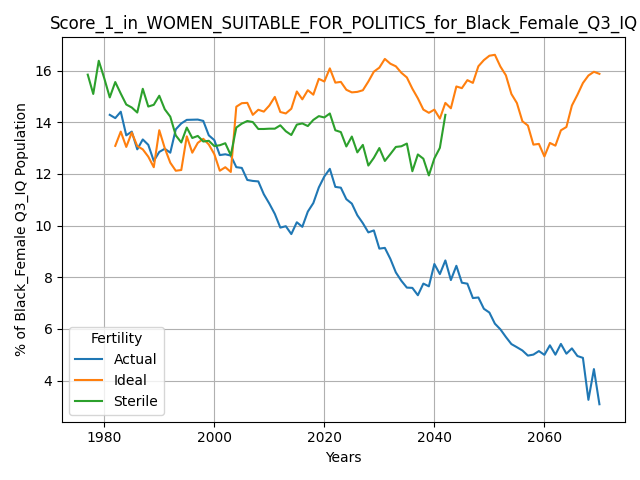 Score_1_in_WOMEN_SUITABLE_FOR_POLITICS_for_Black_Female_Q3_IQ
% of Black_Female Q3_IQ Population
16
14
12
10
8
6
4
Fertility
Actual
Ideal
Sterile
1980 2000 2020 2040 2060
Years